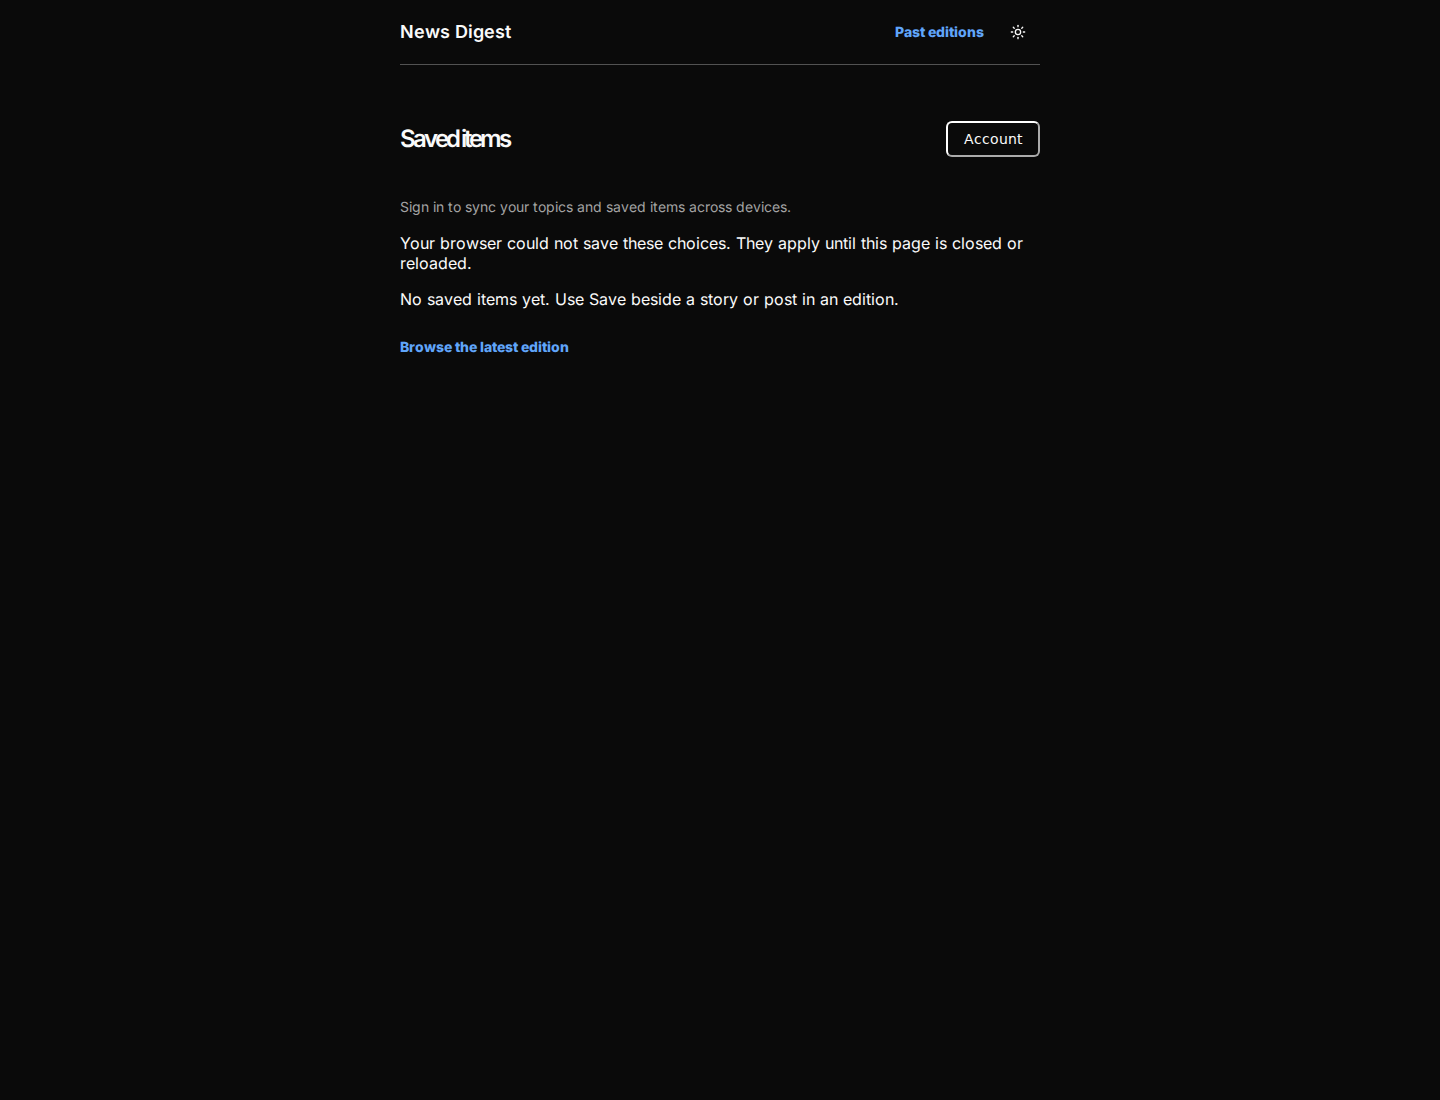 News Digest
Past editions
Saved items
Account
Sign in to sync your topics and saved items across devices.
Your browser could not save these choices. They apply until this page is closed or
reloaded.
No saved items yet. Use Save beside a story or post in an edition.
Browse the latest edition